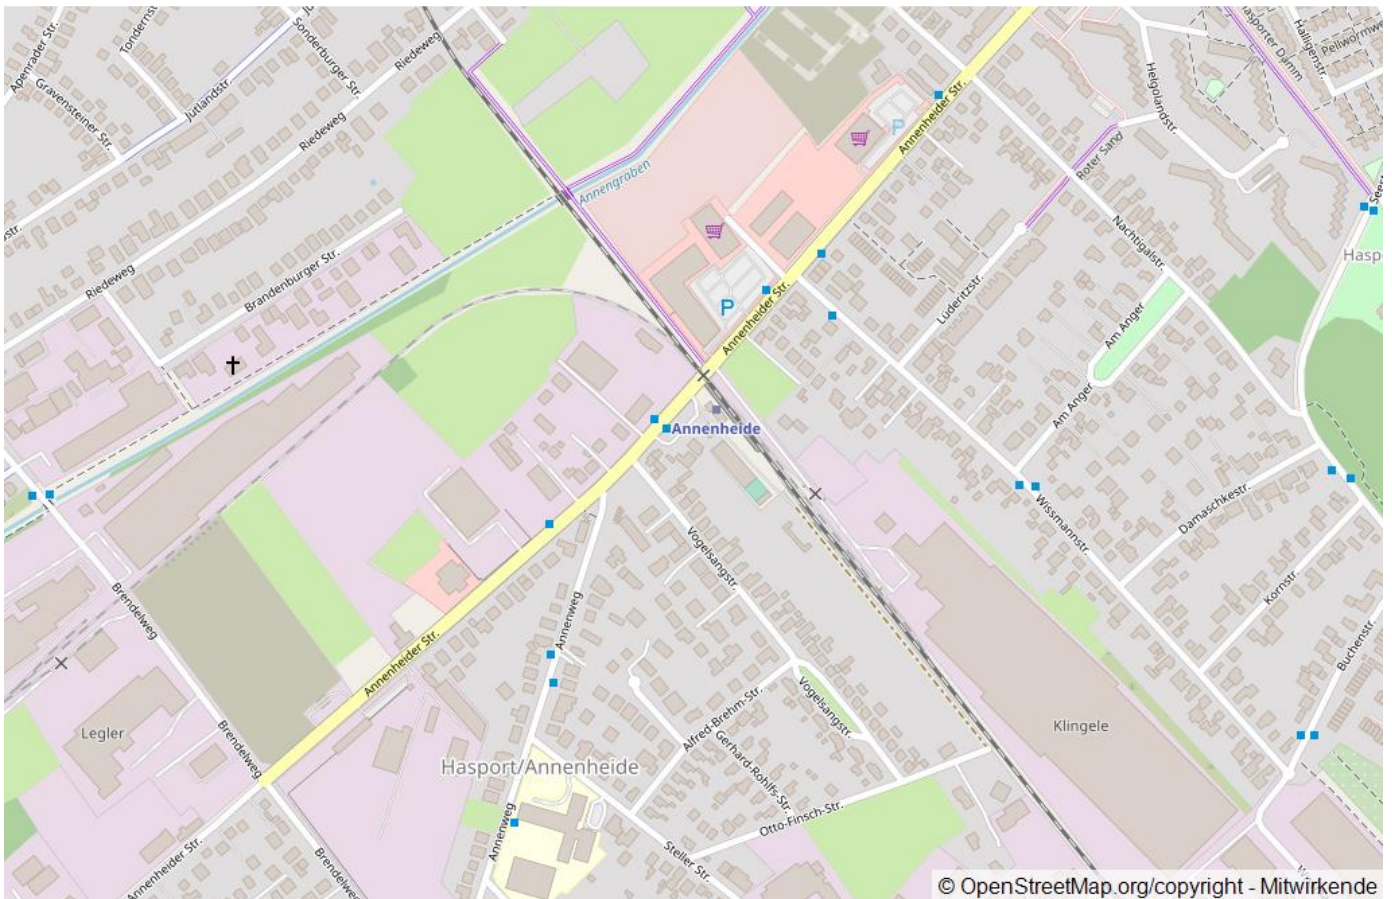 Apenrader Str.
Tondernst
Sonderburger Str.
Riedeweg
Gravensteiner Str.
Jütlandstr.
Riedeweg
Annengraben
Riedeweg
Brandenburger Str.
Annenheider Str.
P
Helgolandstr.
Hasporter Damm
Halligenstr.
Pellwormwe
Roter Sand
Seest
Nachtigalstr.
Hasp
Lüderitzstr.
Annenheider Str.
P
Am Anger
Am Anger
Annenheide
Wissmannstr.
Damaschkestr.
Kornstr.
Buchenstr.
Vogelsangstr.
Brendelweg
Annenweg
Annenheider Str.
Vogelsangstr.
Alfred-Brehm-Str.
Gerhard-Rohlfs-Str.
Klingele
Legler
Brendelweg
Hasport/Annenheide
Otto-Finsch-Str.
Annenweg
Steller Str.
Annenheider Str.
Brendelweg
© OpenStreetMap.org/copyright - Mitwirkende